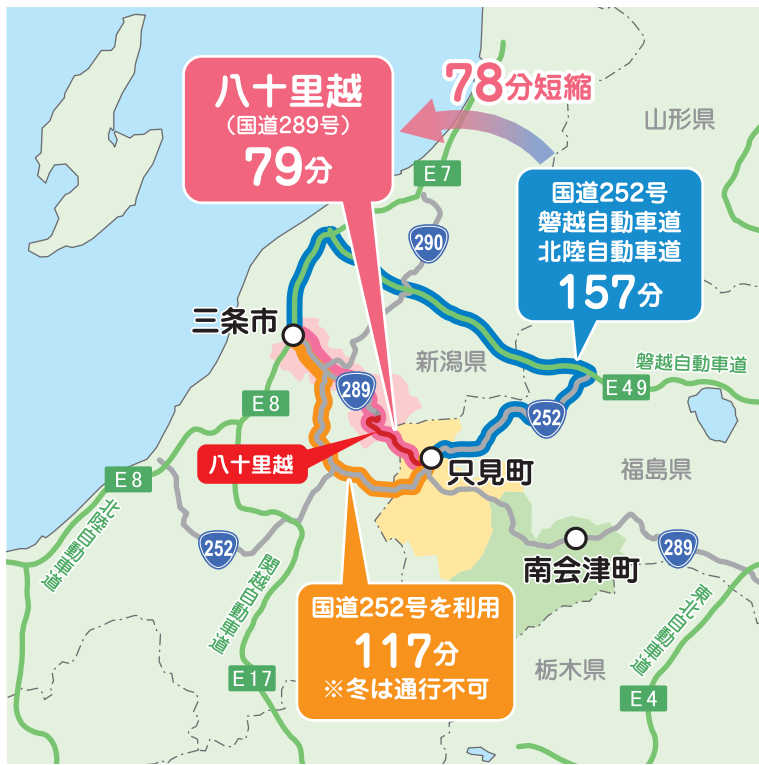 八十里越
（国道289号）
79分
78分短縮
山形県
E7
国道252号
磐越自動車道
北陸自動車道
157分
290
三条市
新潟県
磐越自動車道
289
E49
E8
252
八十里越
只見町
福島県
E8
北陸自動車道
252
関越自動車道
南会津町
289
国道252号を利用
117分
※冬は通行不可
東北自動車道
栃木県
E17
E4